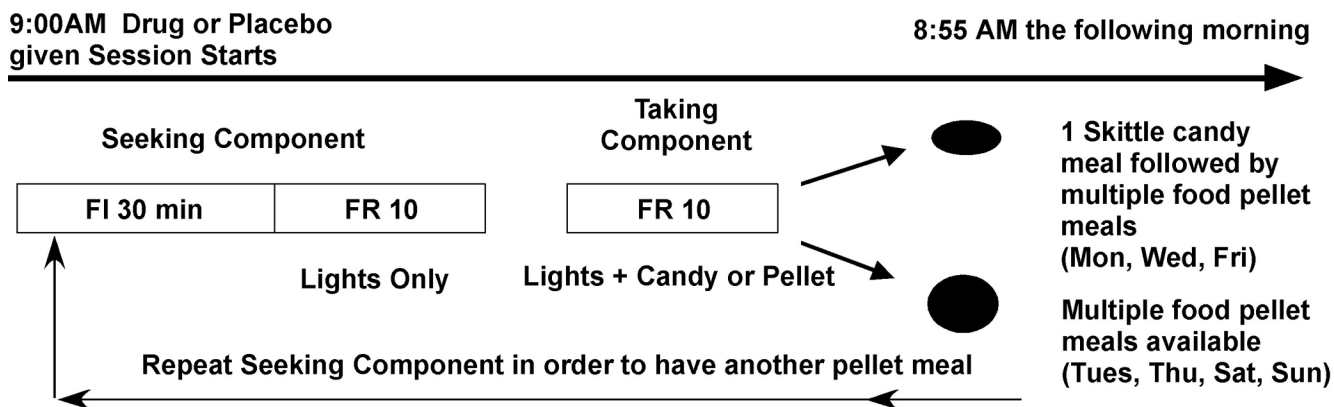 9:00AM Drug or Placebo
given Session Starts
8:55 AM the following morning
Seeking Component
Taking
Component
FI 30 min
FR 10
FR 10
Lights Only
Lights + Candy or Pellet
1 Skittle candy
meal followed by
multiple food pellet
meals
(Mon, Wed, Fri)
Multiple food pellet
meals available
(Tues, Thu, Sat, Sun)
Repeat Seeking Component in order to have another pellet meal